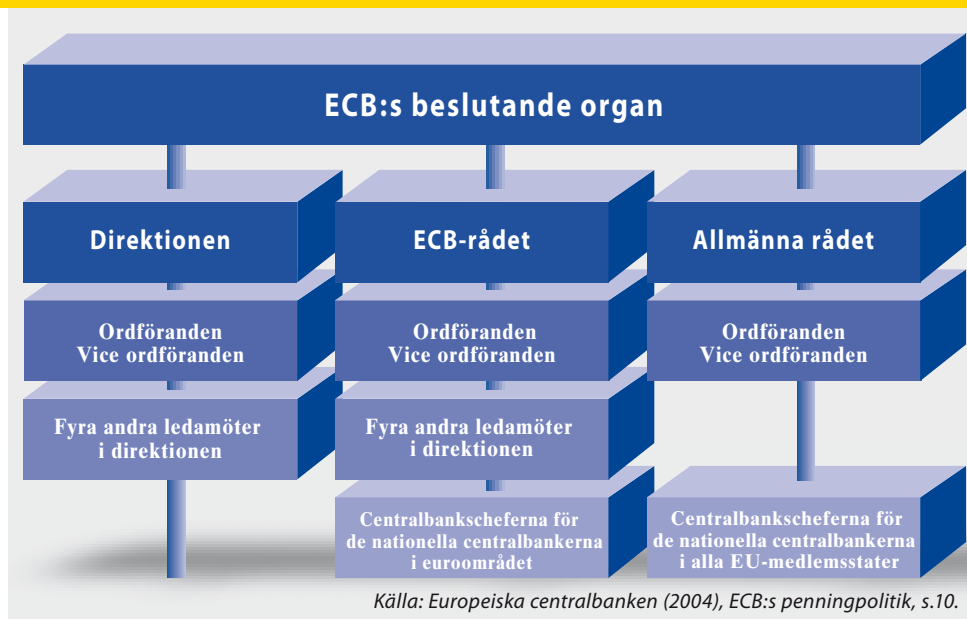 ECB:s beslutande organ
Direktionen
Ordföranden
Vice ordföranden
Fyra andra ledamöter
i direktionen
ECB-rådet
Ordföranden
Vice ordföranden
Fyra andra ledamöter
i direktionen
Centralbankscheferna för
de nationella centralbankerna
i euroområdet
Allmänna rådet
Ordföranden
Vice ordföranden
Centralbankscheferna för
de nationella centralbankerna
i alla EU-medlemsstater
Källa: Europeiska centralbanken (2004), ECB:s penningpolitik, s.10.